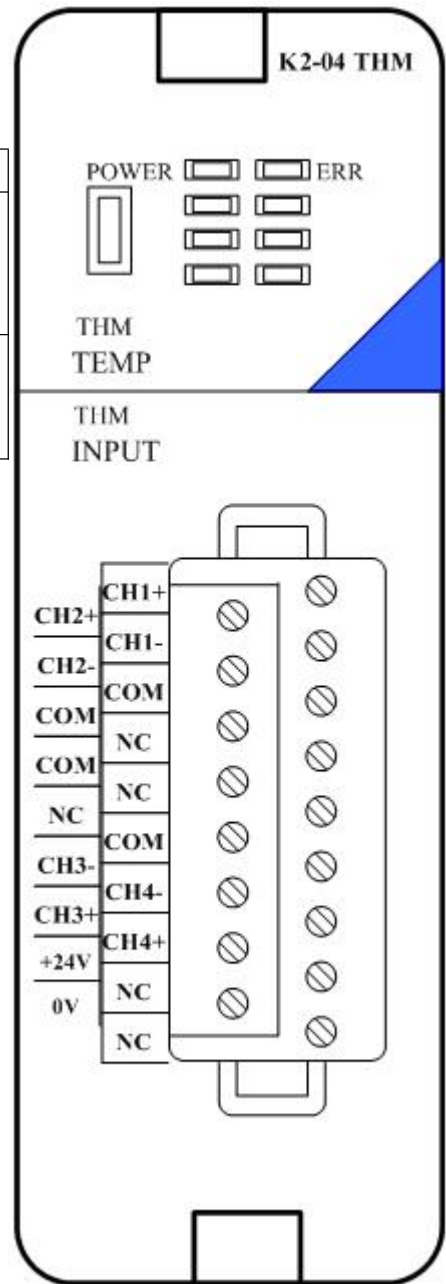 K2-04 THM
POWER ERR
THM
TEMP
THM
INPUT
CH1+
CH2+
CH1-
CH2-
COM
COM
NC
COM
NC
NC
COM
CH3-
CH4-
CH3+
CH4+
+24V
NC
0V
NC